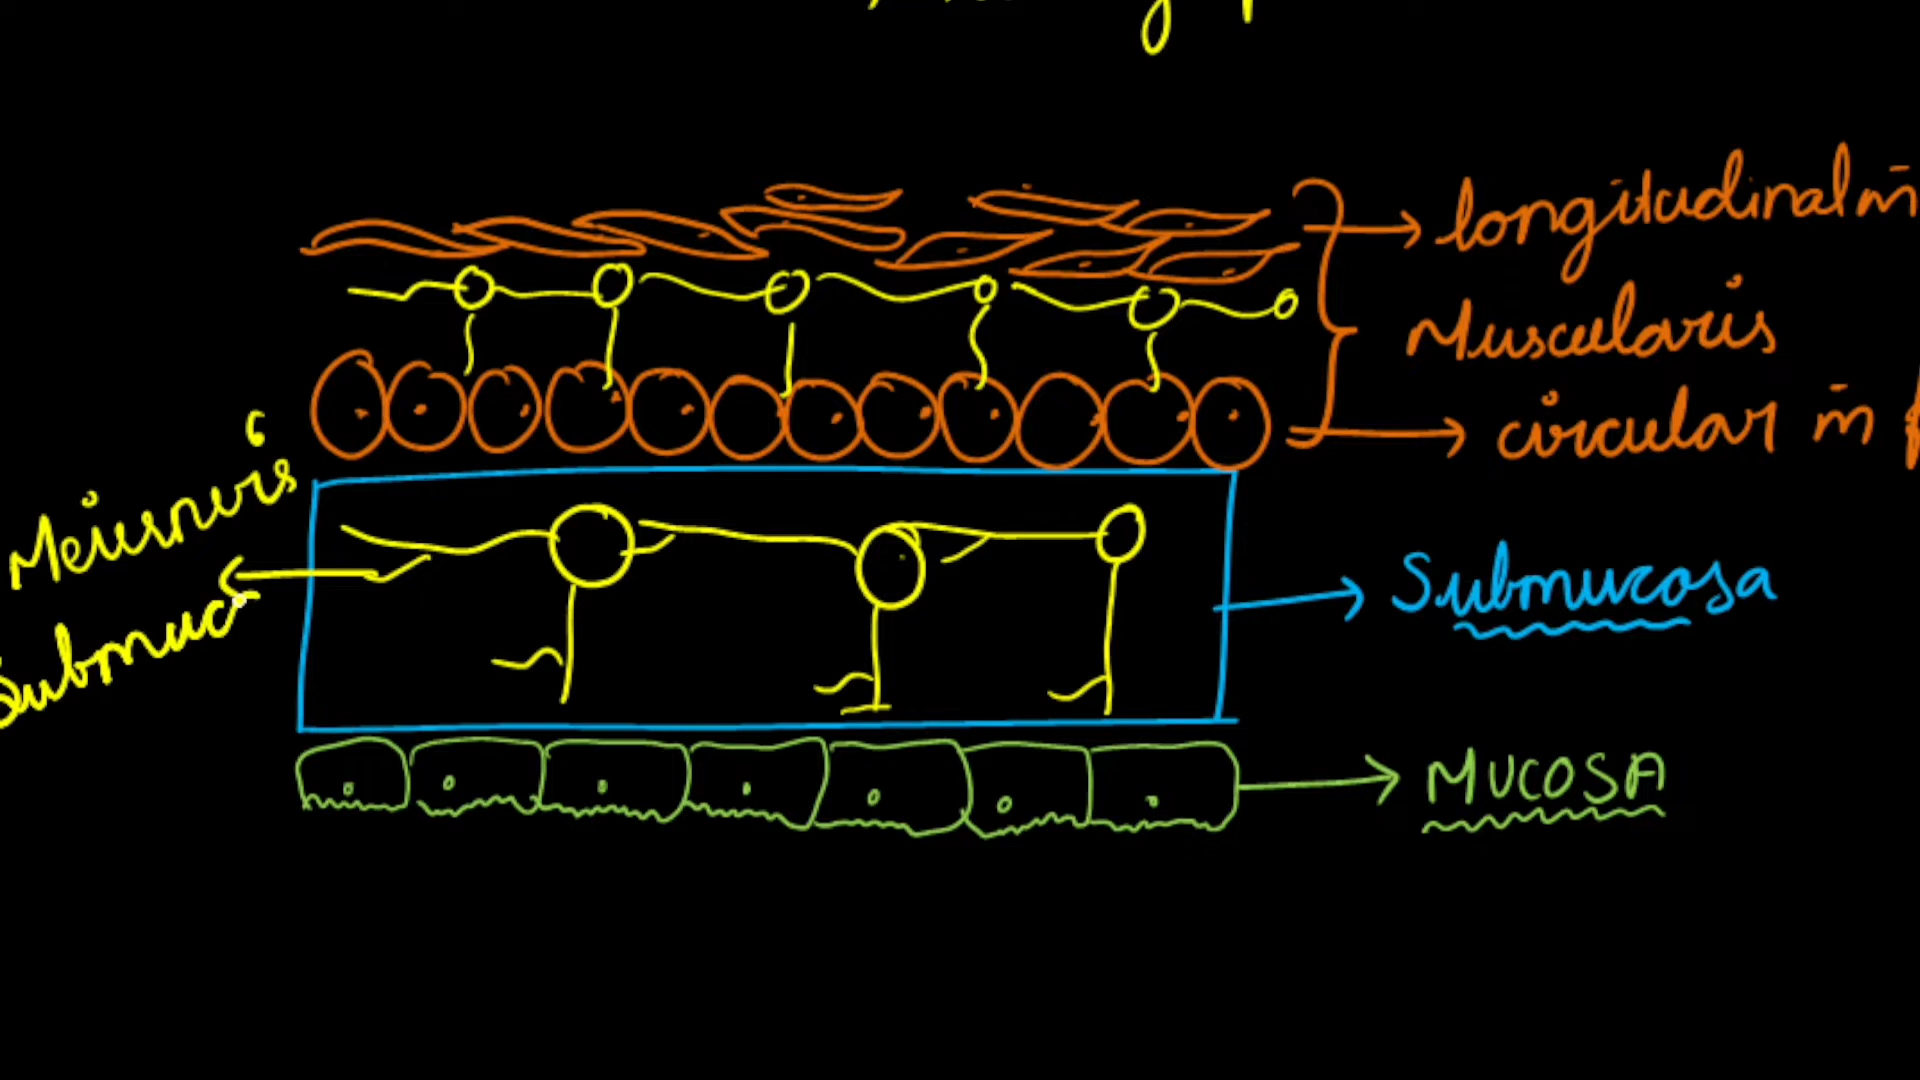 longitudinal m̄
Muscularis
circular m̄
Meissner's
Submuc
Submucosa
MUCOSA